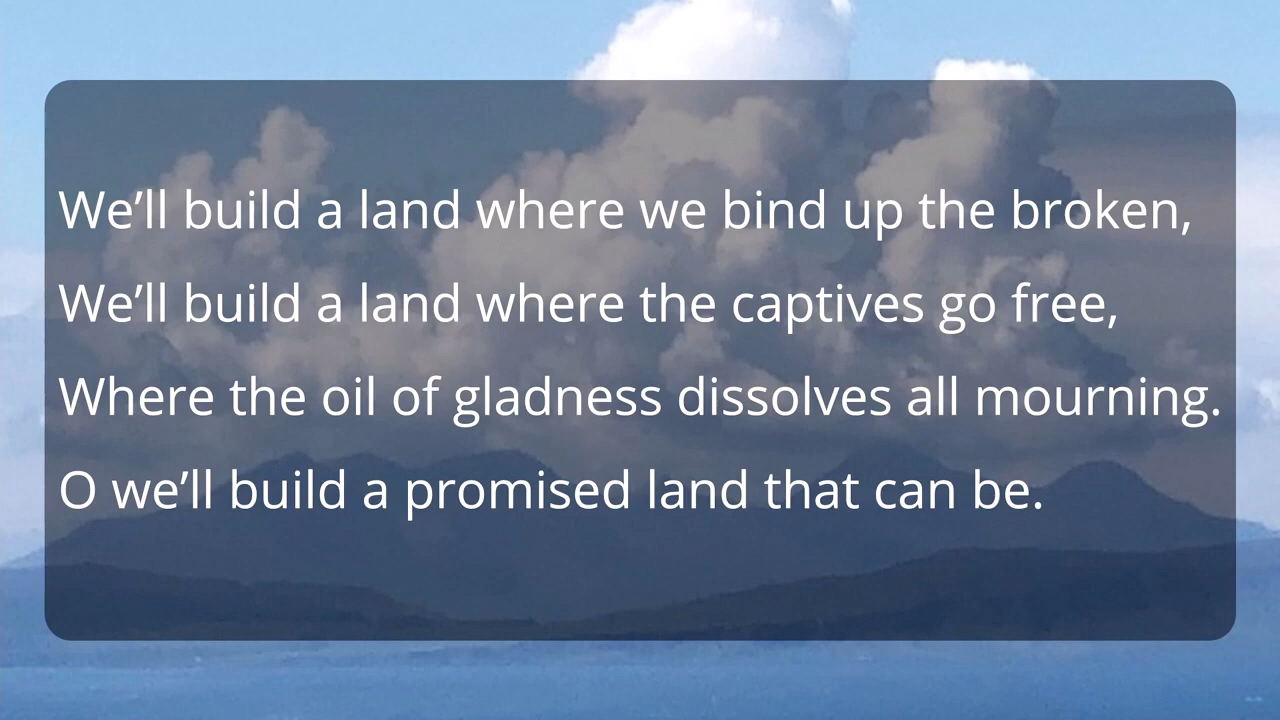 We’ll build a land where we bind up the broken,
We’ll build a land where the captives go free,
Where the oil of gladness dissolves all mourning.
O we’ll build a promised land that can be.